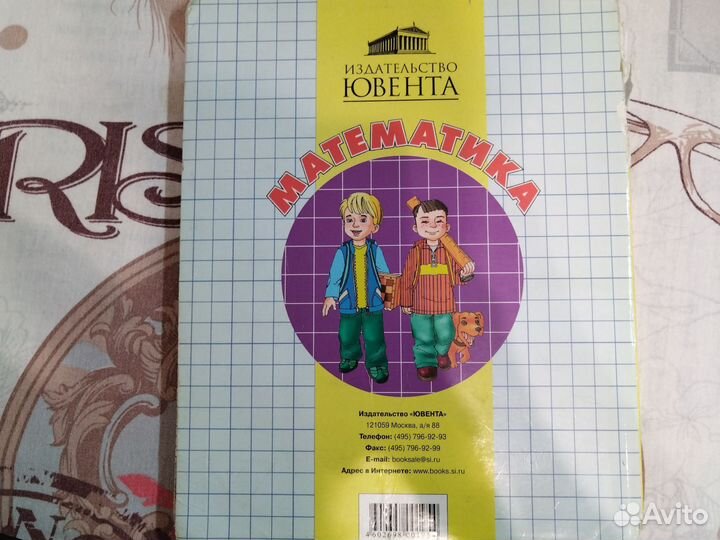 ИЗДАТЕЛЬСТВО
ЮВЕНТА
МАТЕМАТИКА
RIS
Издательство «ЮВЕНТА»
121059 Москва, а/я 88
Телефон: (495) 796-92-93
Факс: (495) 796-92-99
E-mail: booksale@si.ru
Адрес в Интернете: www.books.si.ru
Avito